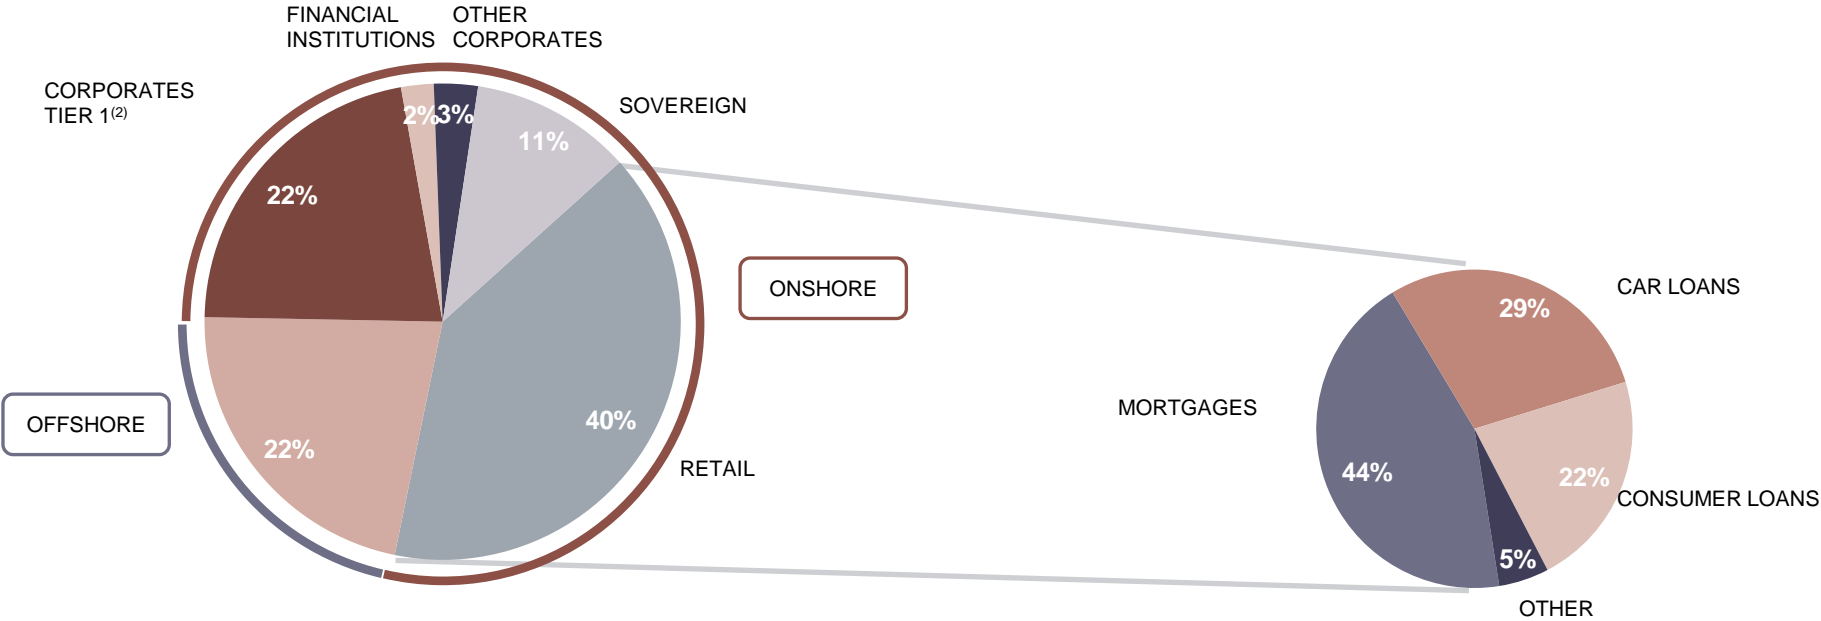 FINANCIAL
INSTITUTIONS
OTHER
CORPORATES
CORPORATES
TIER 1(2)
SOVEREIGN
2%
3%
11%
22%
ONSHORE
40%
22%
OFFSHORE
RETAIL
CAR LOANS
29%
MORTGAGES
44%
22%
CONSUMER LOANS
5%
OTHER